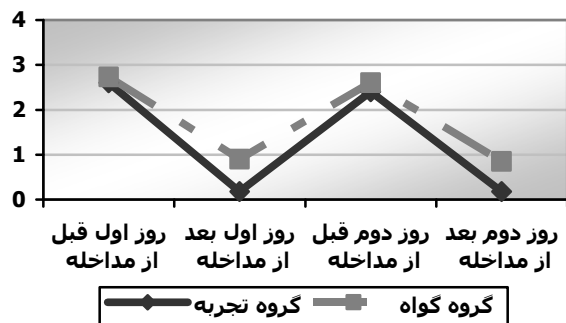 4
3
2
1
0
روز اول قبل از مداخله
روز اول بعد از مداخله
روز دوم قبل از مداخله
روز دوم بعد از مداخله
گروه تجربه
گروه گواه